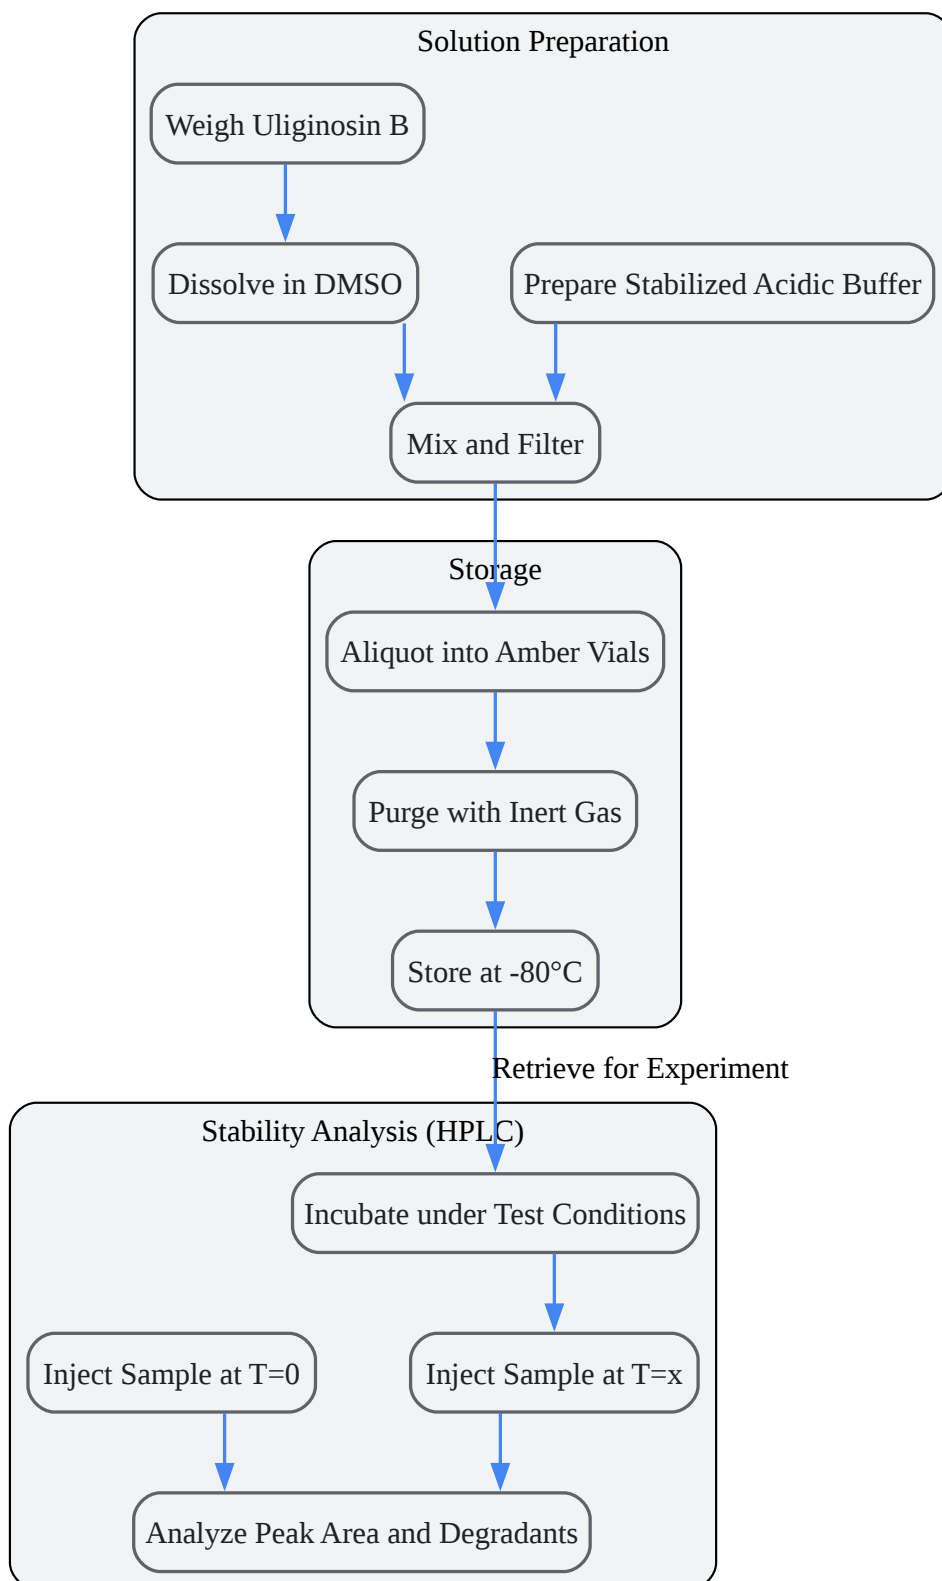 Solution Preparation
Weigh Uliginosin B
Dissolve in DMSO
Prepare Stabilized Acidic Buffer
Mix and Filter
Storage
Aliquot into Amber Vials
Purge with Inert Gas
Store at -80°C
Retrieve for Experiment
Stability Analysis (HPLC)
Incubate under Test Conditions
Inject Sample at T=0
Inject Sample at T=x
Analyze Peak Area and Degradants